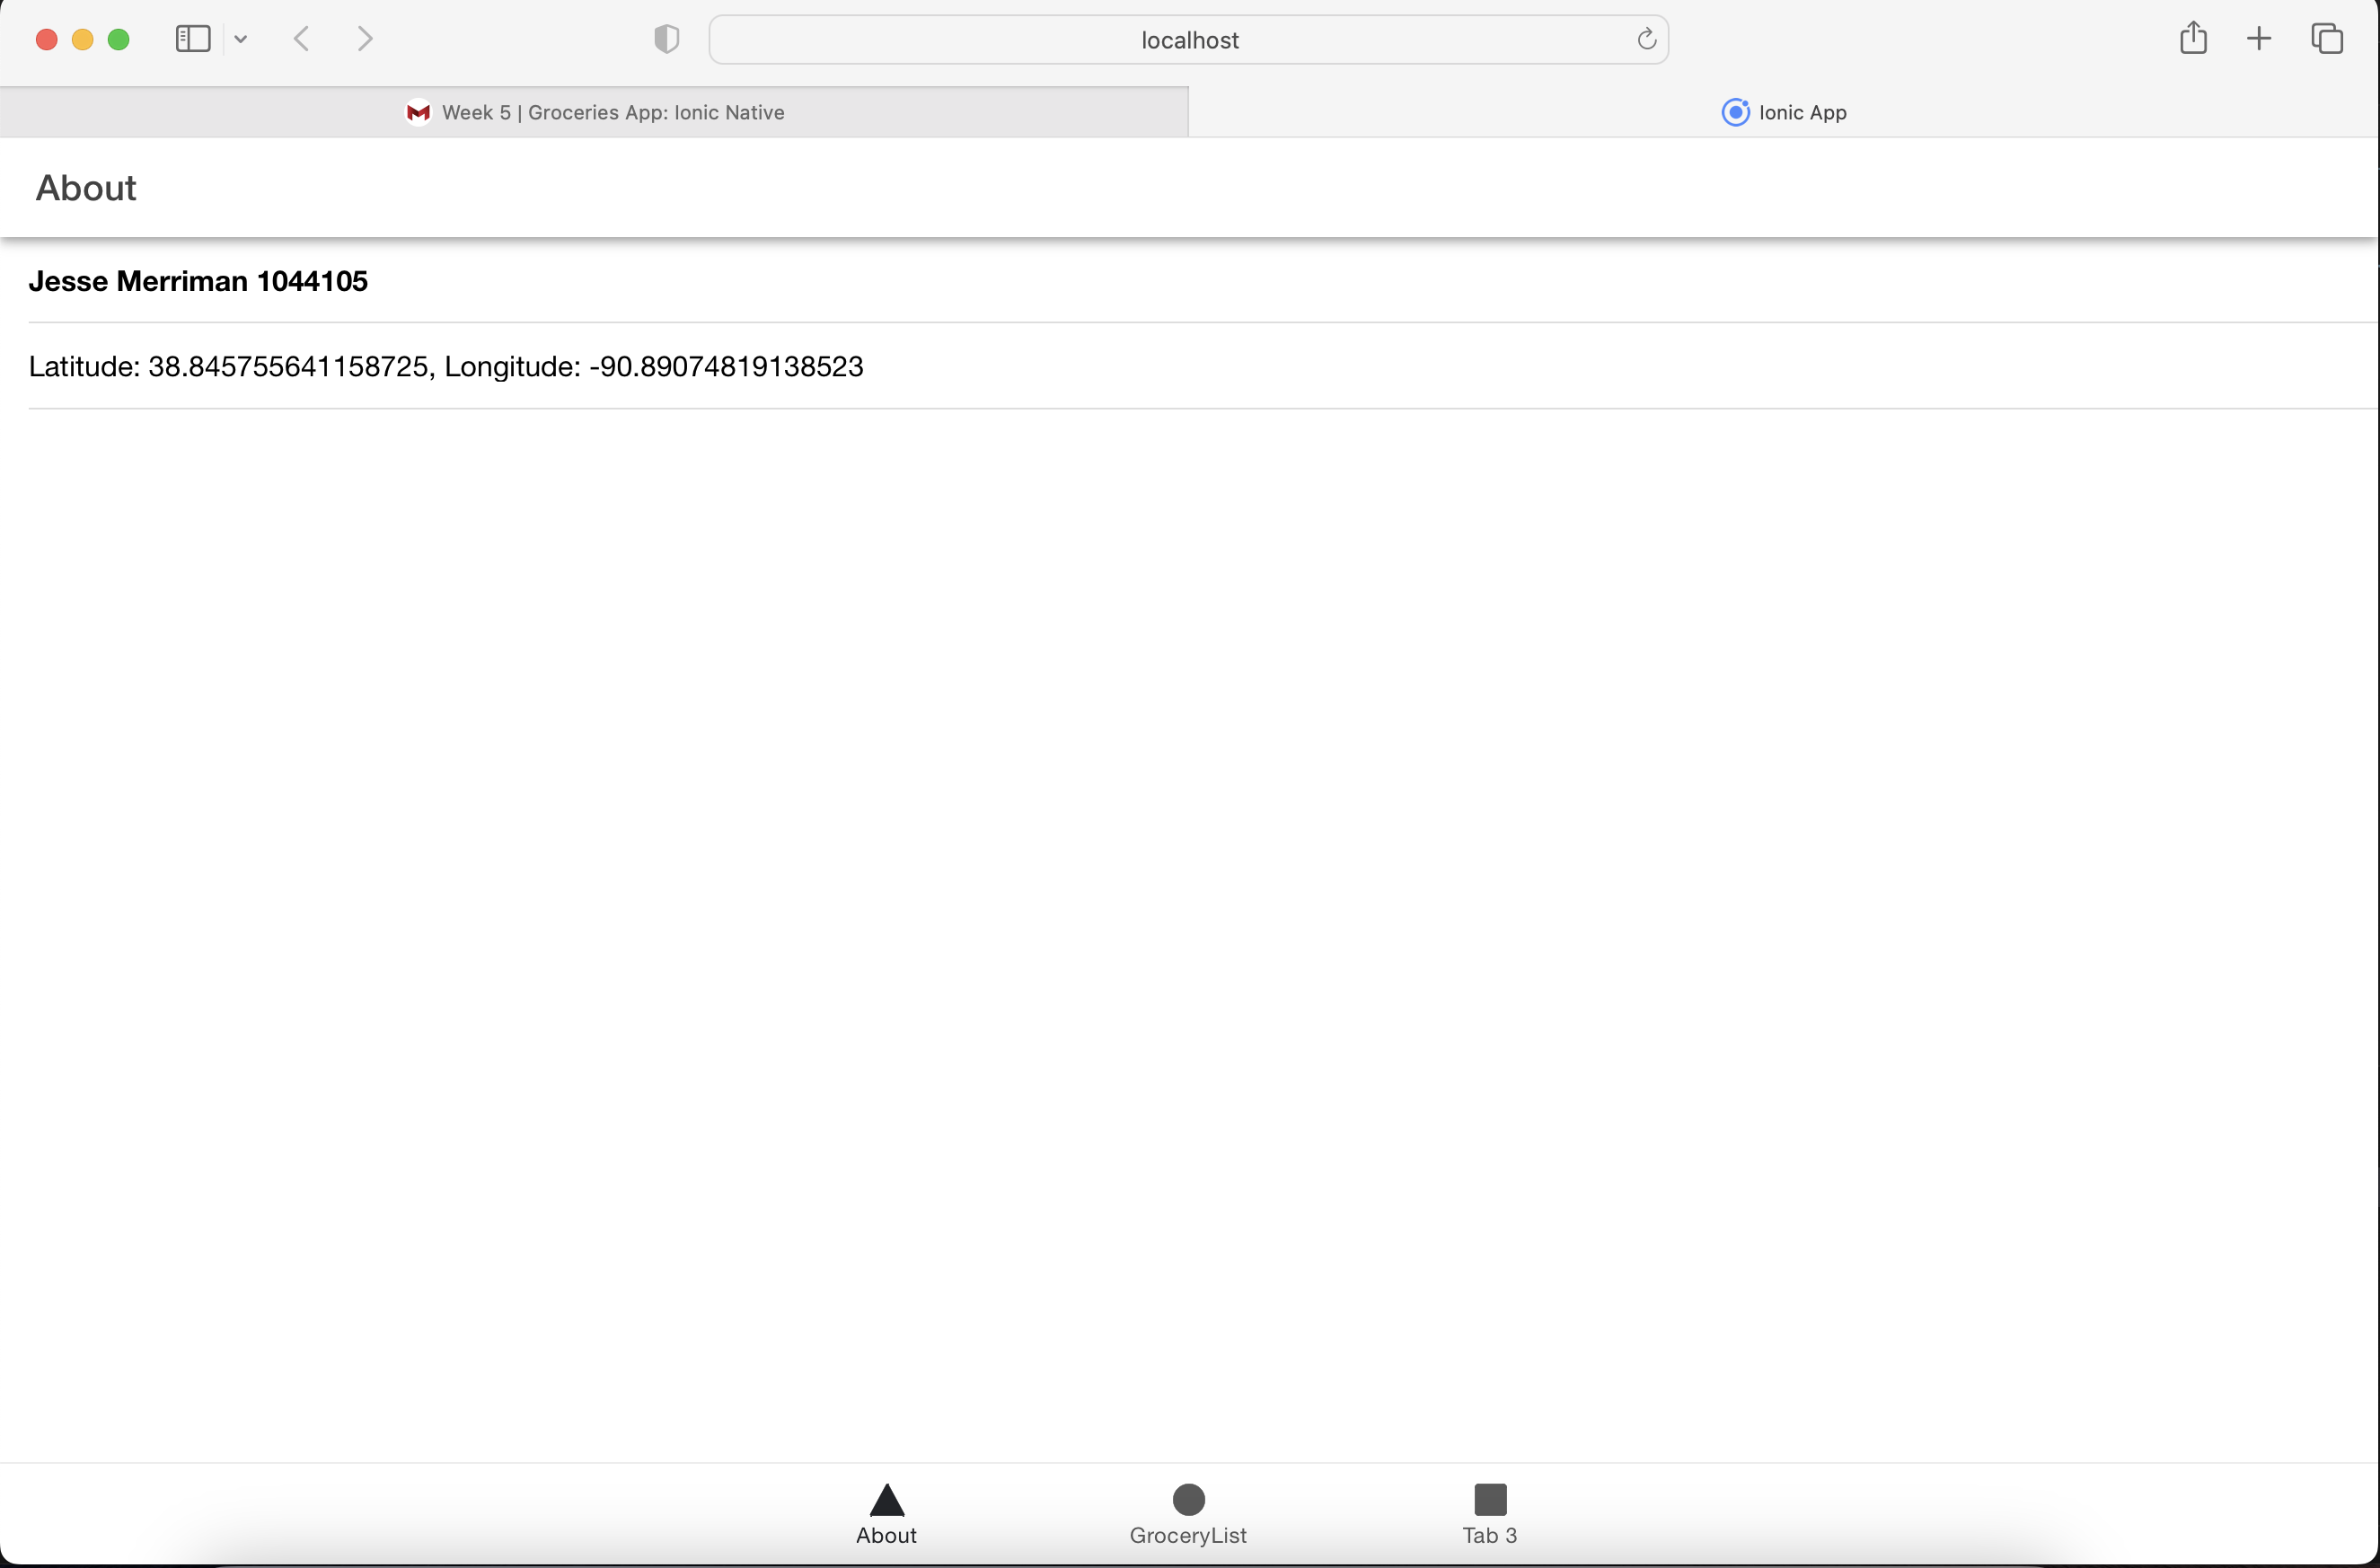 localhost
Week 5 | Groceries App: Ionic Native
Ionic App
About
Jesse Merriman 1044105
Latitude: 38.845755641158725, Longitude: -90.89074819138523
About
GroceryList
Tab 3